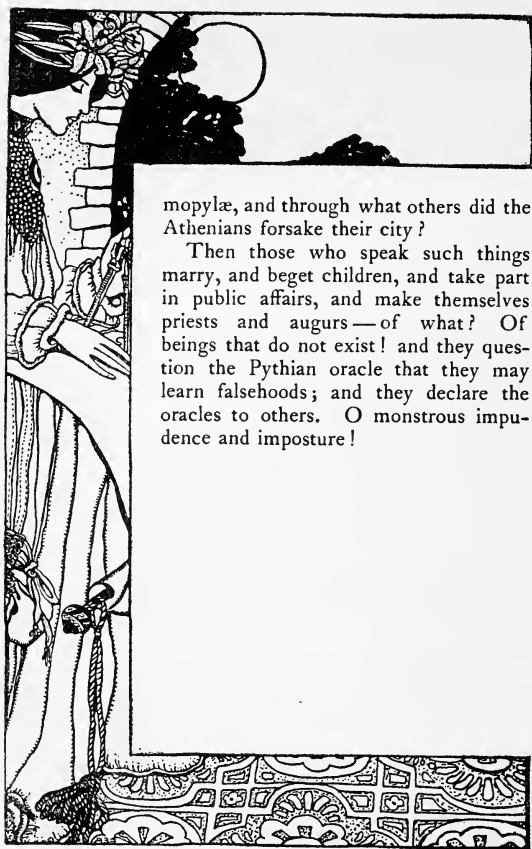 mopylæ, and through what others did the
Athenians forsake their city?
Then those who speak such things
marry, and beget children, and take part
in public affairs, and make themselves
priests and augurs — of what? Of
beings that do not exist! and they ques-
tion the Pythian oracle that they may
learn falsehoods; and they declare the
oracles to others. O monstrous impu-
dence and imposture!